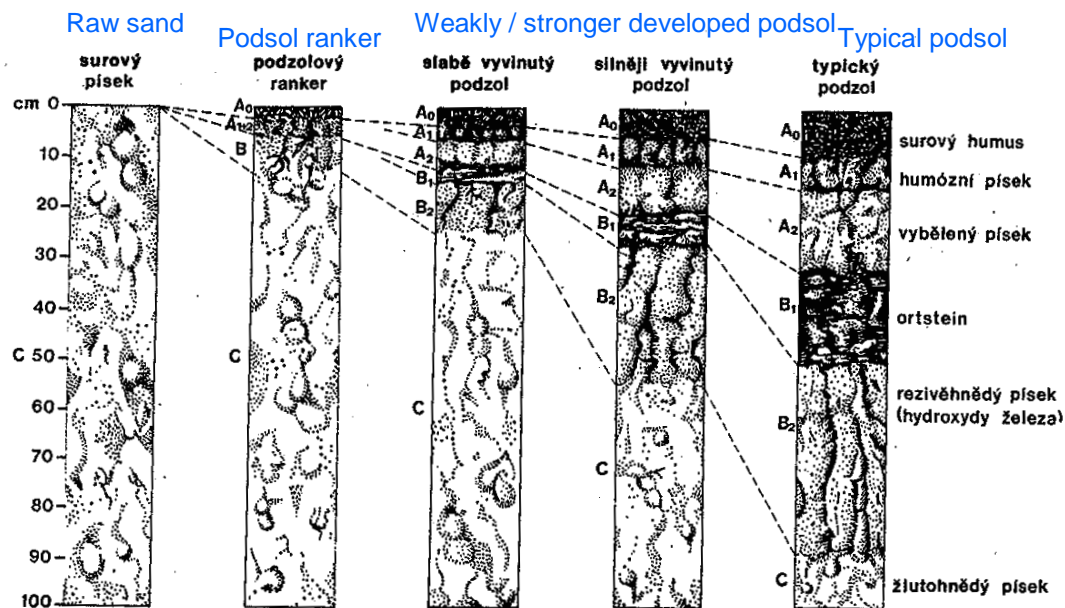 Raw sand
Podsol ranker
Weakly / stronger developed podsol
Typical podsol
surový
písek
podzolový
ranker
slabě vyvinutý
podzol
silněji vyvinutý
podzol
typický
podzol
cm 0
10
20
30
40
50
60
70
80
90
100
C
A₀
A₁
B
C
A₀
A₁
A₂
B₁
B₂
C
A₀
A₁
A₂
B₁
B₂
C
A₀
A₁
A₂
B₁
B₂
C
surový humus
humózní písek
vybělený písek
ortstein
rezivěhnědý písek
(hydroxydy železa)
žlutohnědý písek